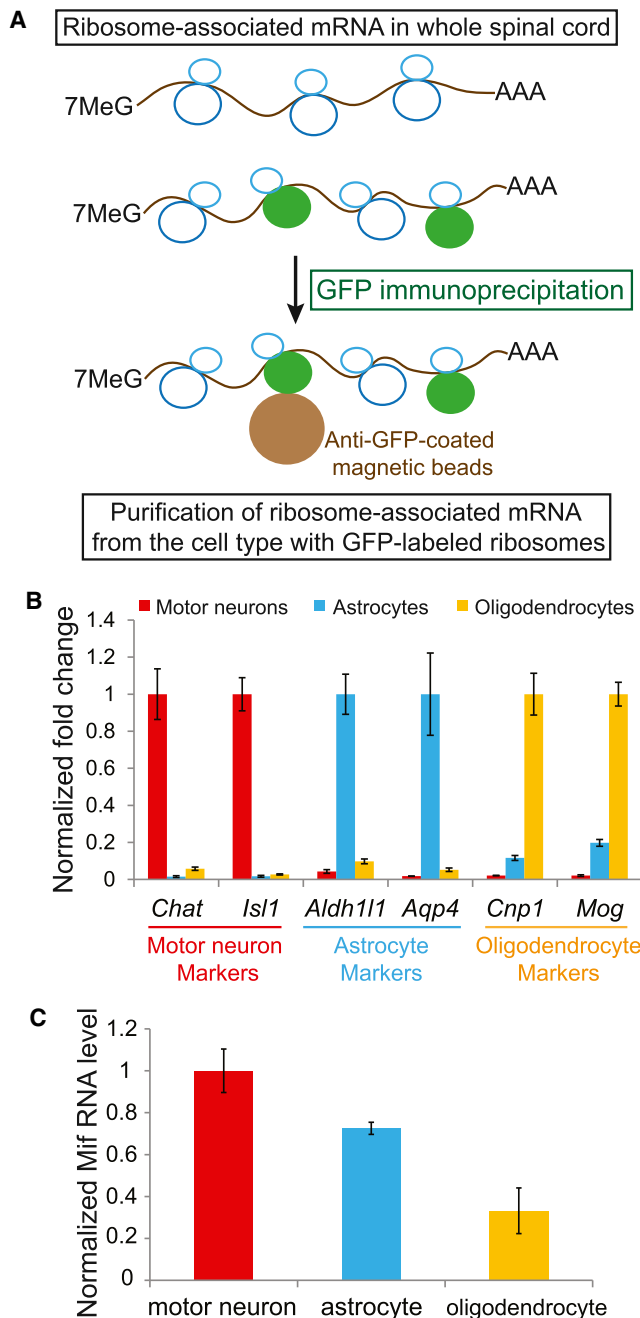 A
Ribosome-associated mRNA in whole spinal cord
7MeG
AAA
7MeG
AAA
GFP immunoprecipitation
7MeG
AAA
Anti-GFP-coated
magnetic beads
Purification of ribosome-associated mRNA
from the cell type with GFP-labeled ribosomes
B
Motor neurons
Astrocytes
Oligodendrocytes
Normalized fold change
1.4
1.2
1
0.8
0.6
0.4
0.2
0
Chat
Isl1
Aldh1l1
Aqp4
Cnp1
Mog
Motor neuron
Markers
Astrocyte
Markers
Oligodendrocyte
Markers
C
Normalized Mif RNA level
1.2
1
0.8
0.6
0.4
0.2
0
motor neuron
astrocyte
oligodendrocyte